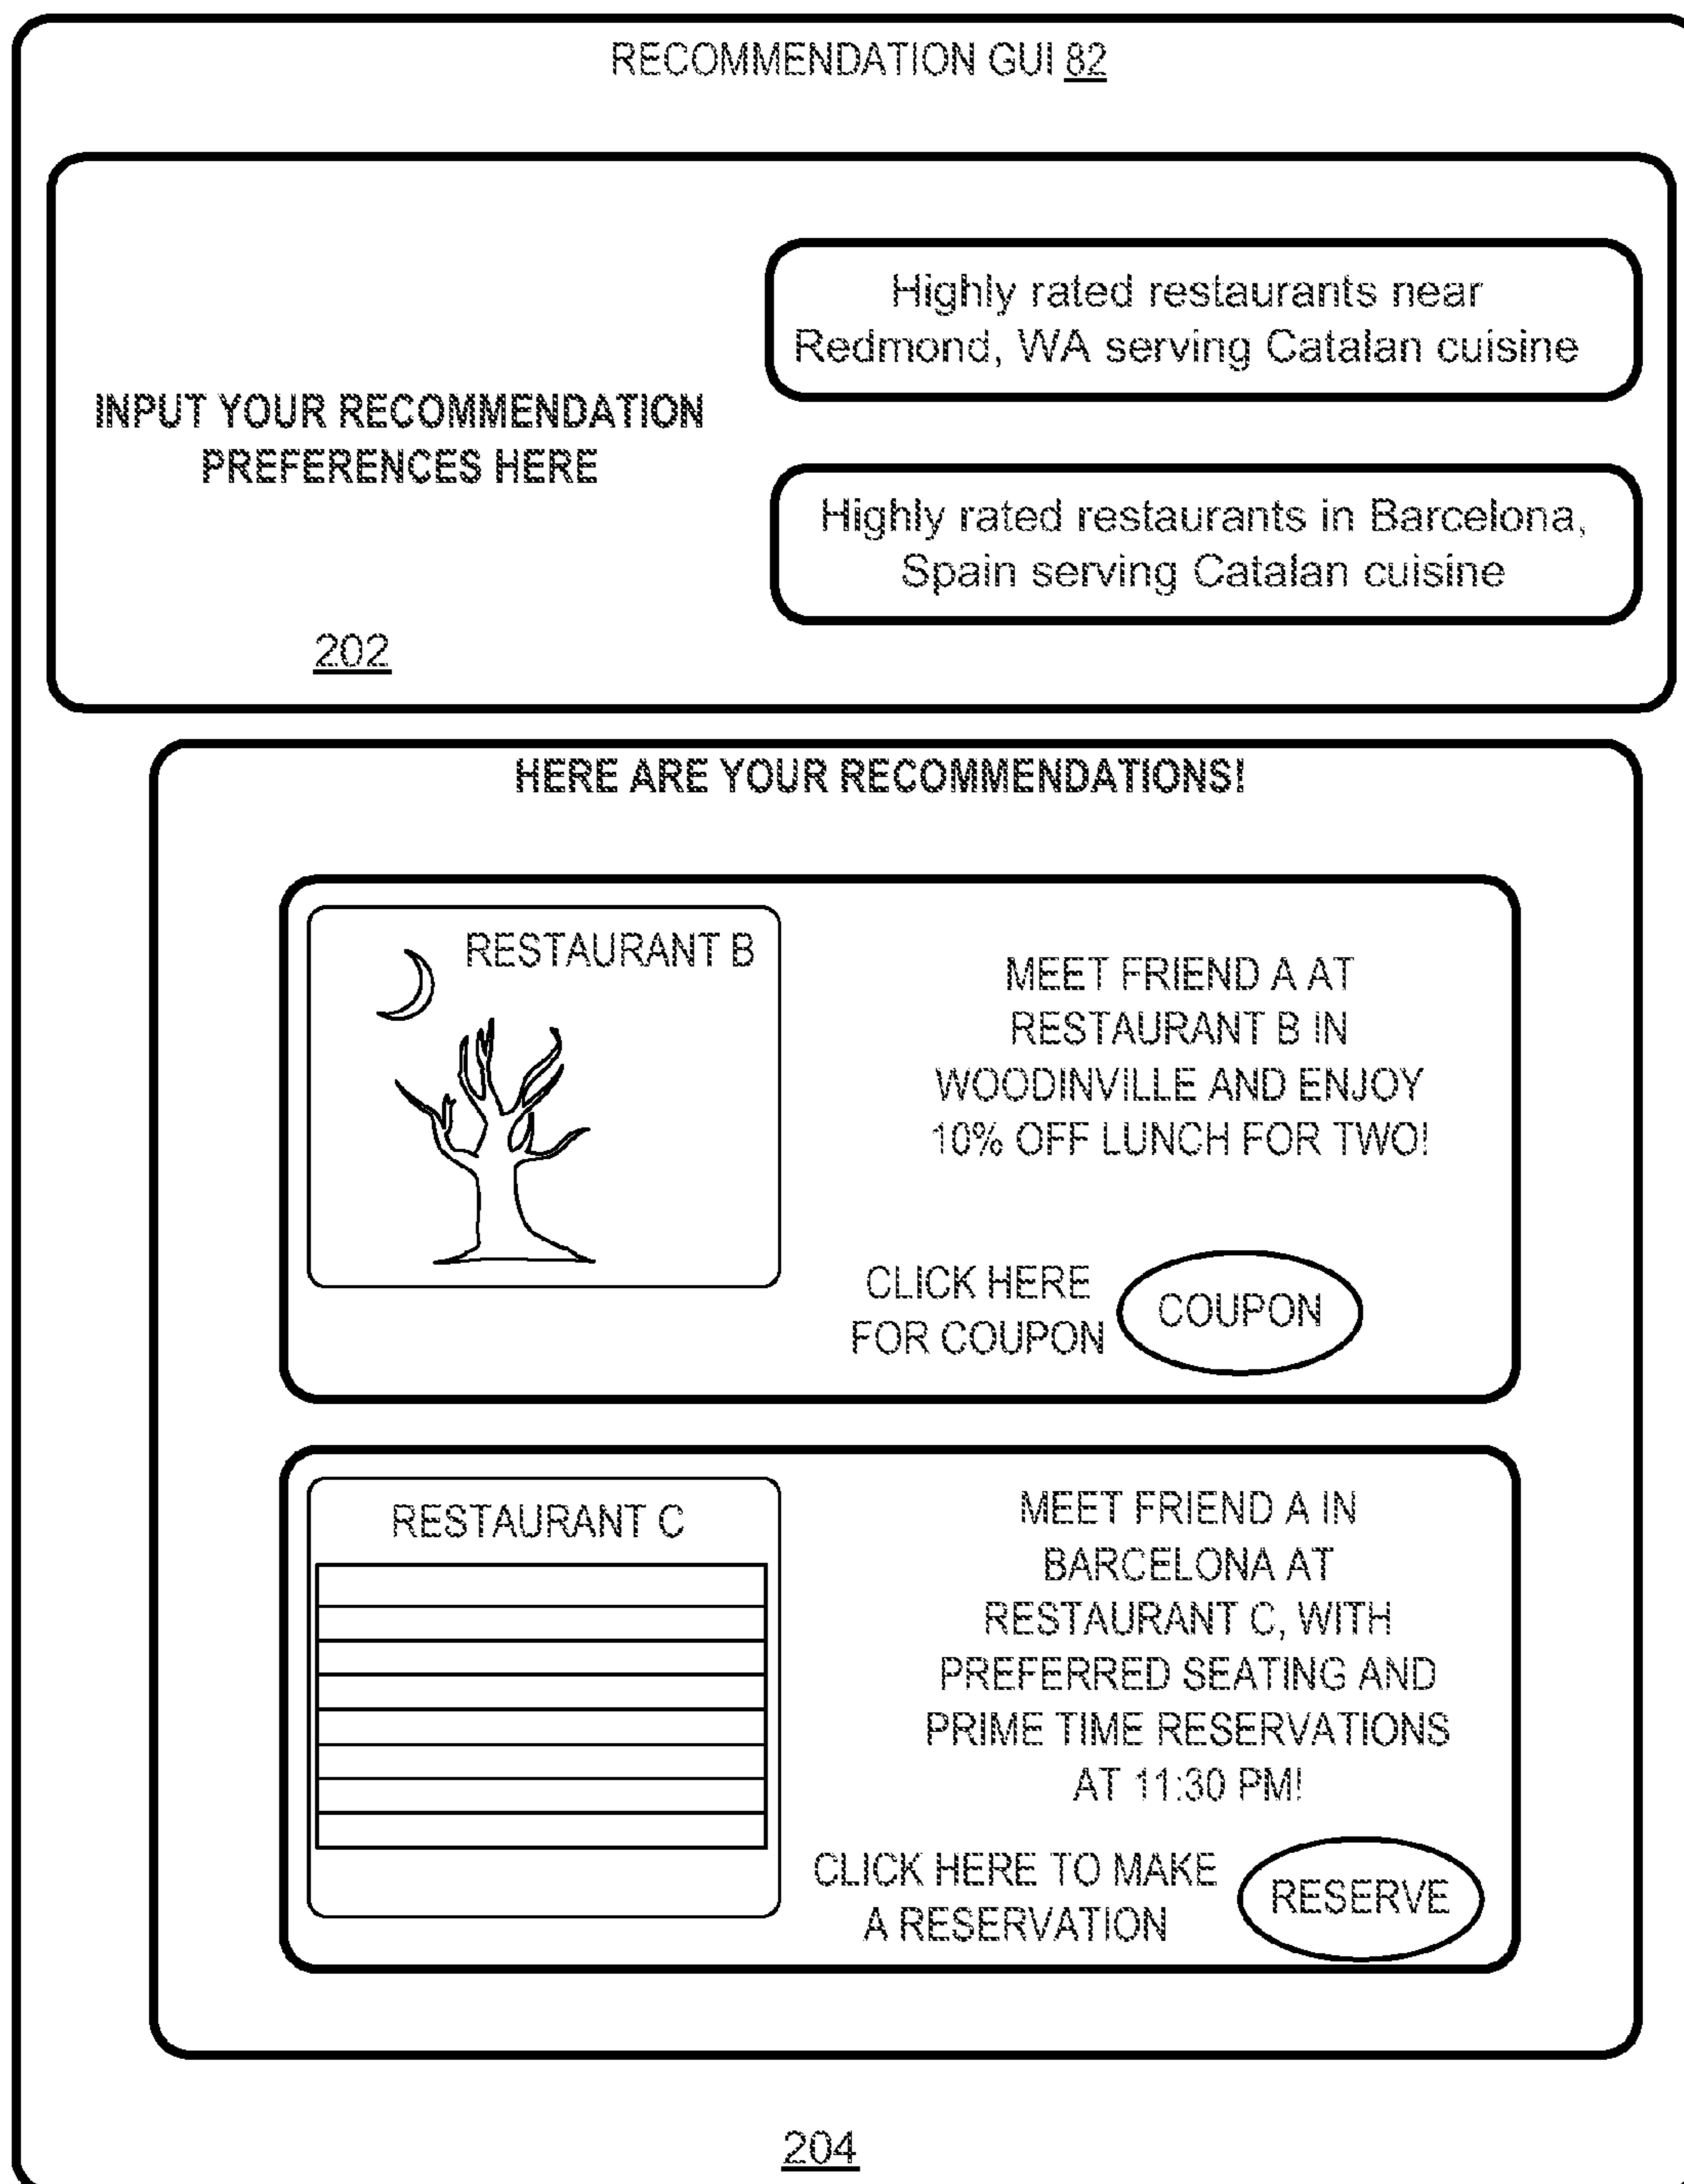 RECOMMENDATION GUI 82
INPUT YOUR RECOMMENDATION
PREFERENCES HERE
202
Highly rated restaurants near
Redmond, WA serving Catalan cuisine
Highly rated restaurants in Barcelona,
Spain serving Catalan cuisine
HERE ARE YOUR RECOMMENDATIONS!
RESTAURANT B
MEET FRIEND A AT
RESTAURANT B IN
WOODINVILLE AND ENJOY
10% OFF LUNCH FOR TWO!
CLICK HERE
FOR COUPON
COUPON
RESTAURANT C
MEET FRIEND A IN
BARCELONA AT
RESTAURANT C, WITH
PREFERRED SEATING AND
PRIME TIME RESERVATIONS
AT 11:30 PM!
CLICK HERE TO MAKE
A RESERVATION
RESERVE
204